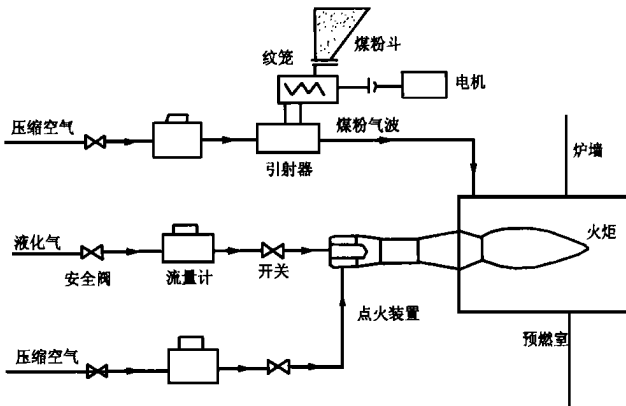 煤粉斗
纹笼
电机
压缩空气
煤粉气波
引射器
炉墙
液化气
火炬
安全阀
流量计
开关
点火装置
压缩空气
预燃室